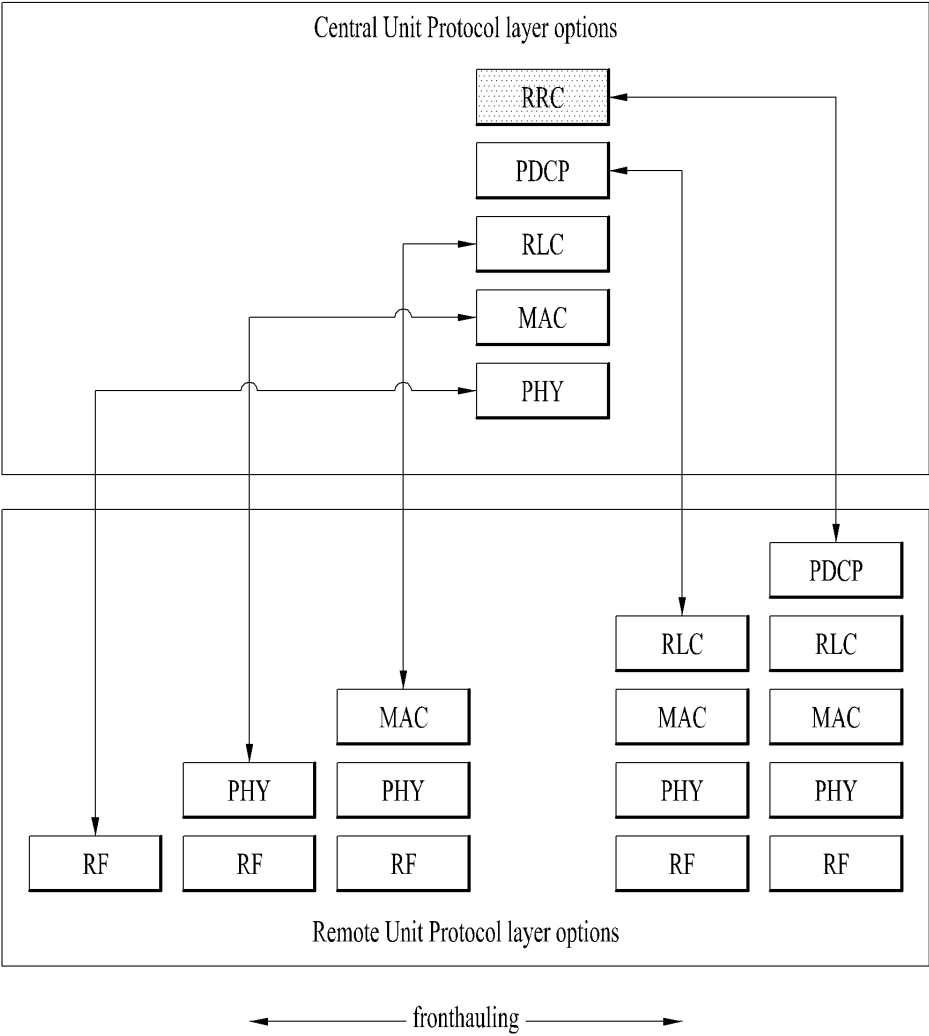 Central Unit Protocol layer options
RRC
PDCP
RLC
MAC
PHY
PDCP
RLC RLC
MAC MAC MAC
PHY PHY PHY PHY
RF RF RF RF RF
Remote Unit Protocol layer options
fronthauling